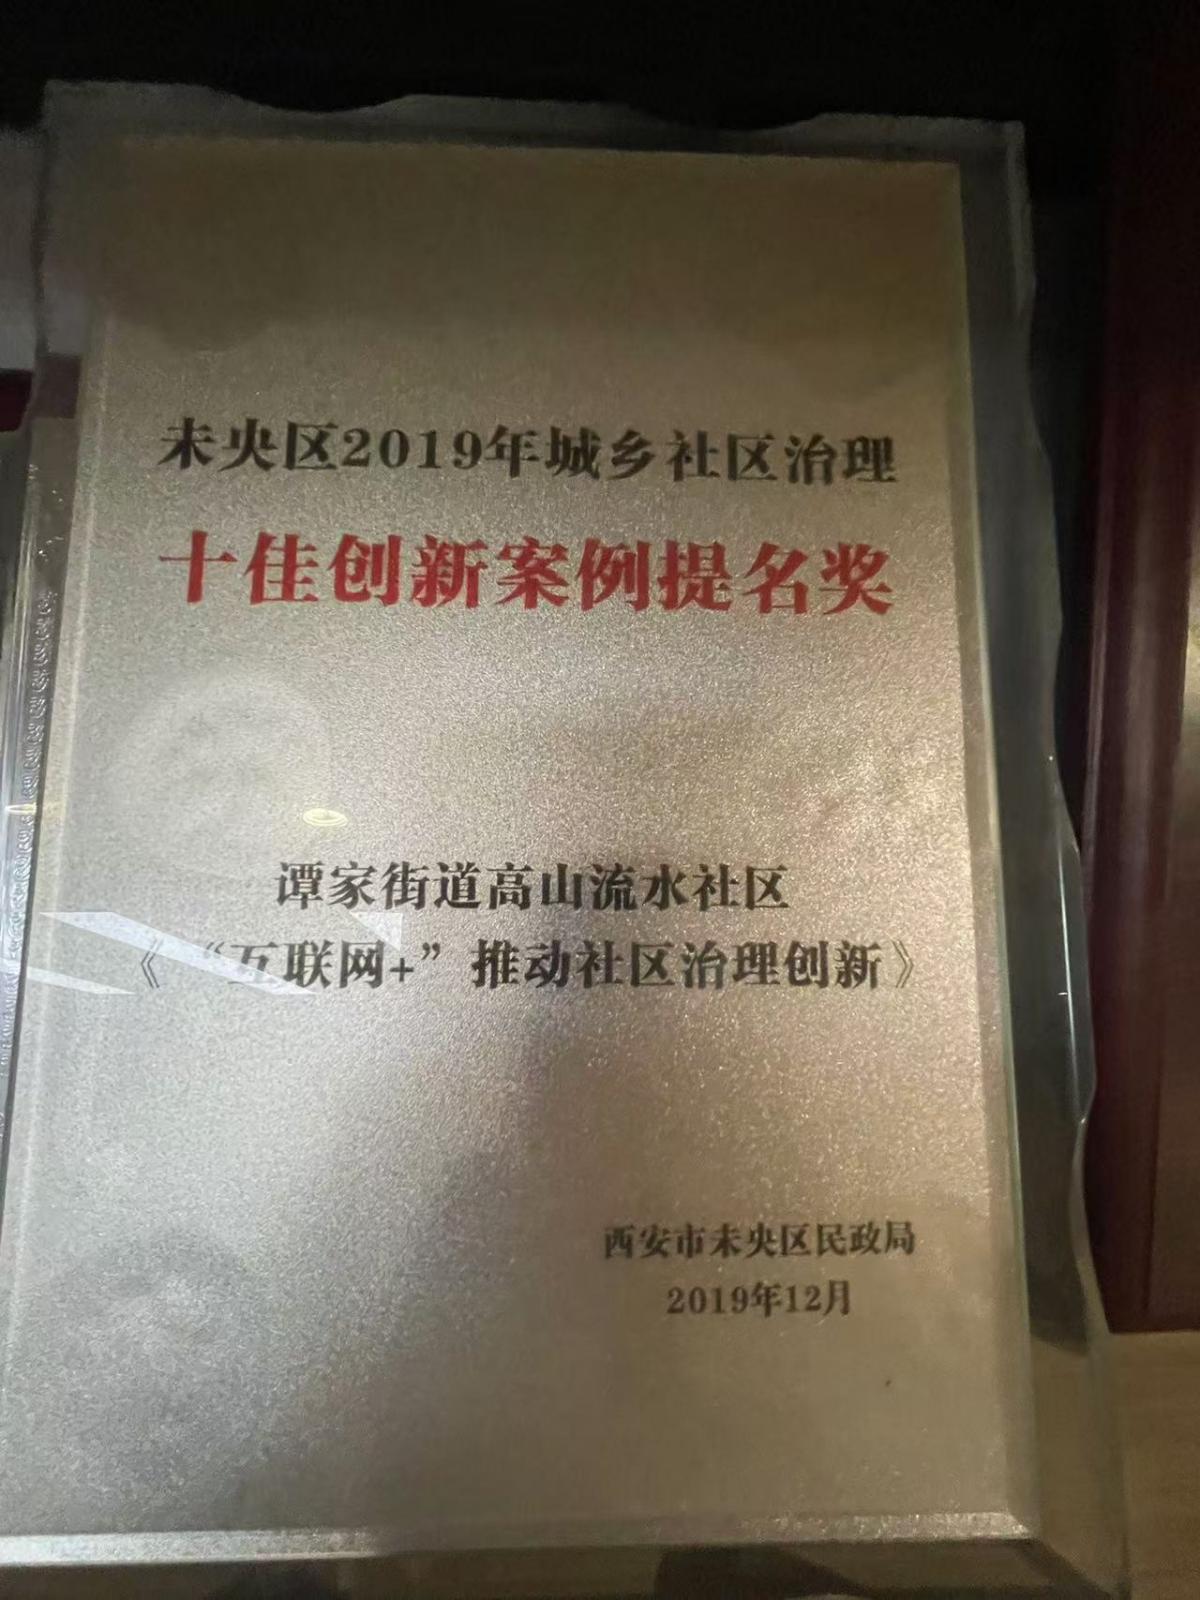 未央区2019年城乡社区治理
十佳创新案例提名奖
谭家街道高山流水社区
《“互联网+”推动社区治理创新》
西安市未央区民政局
2019年12月